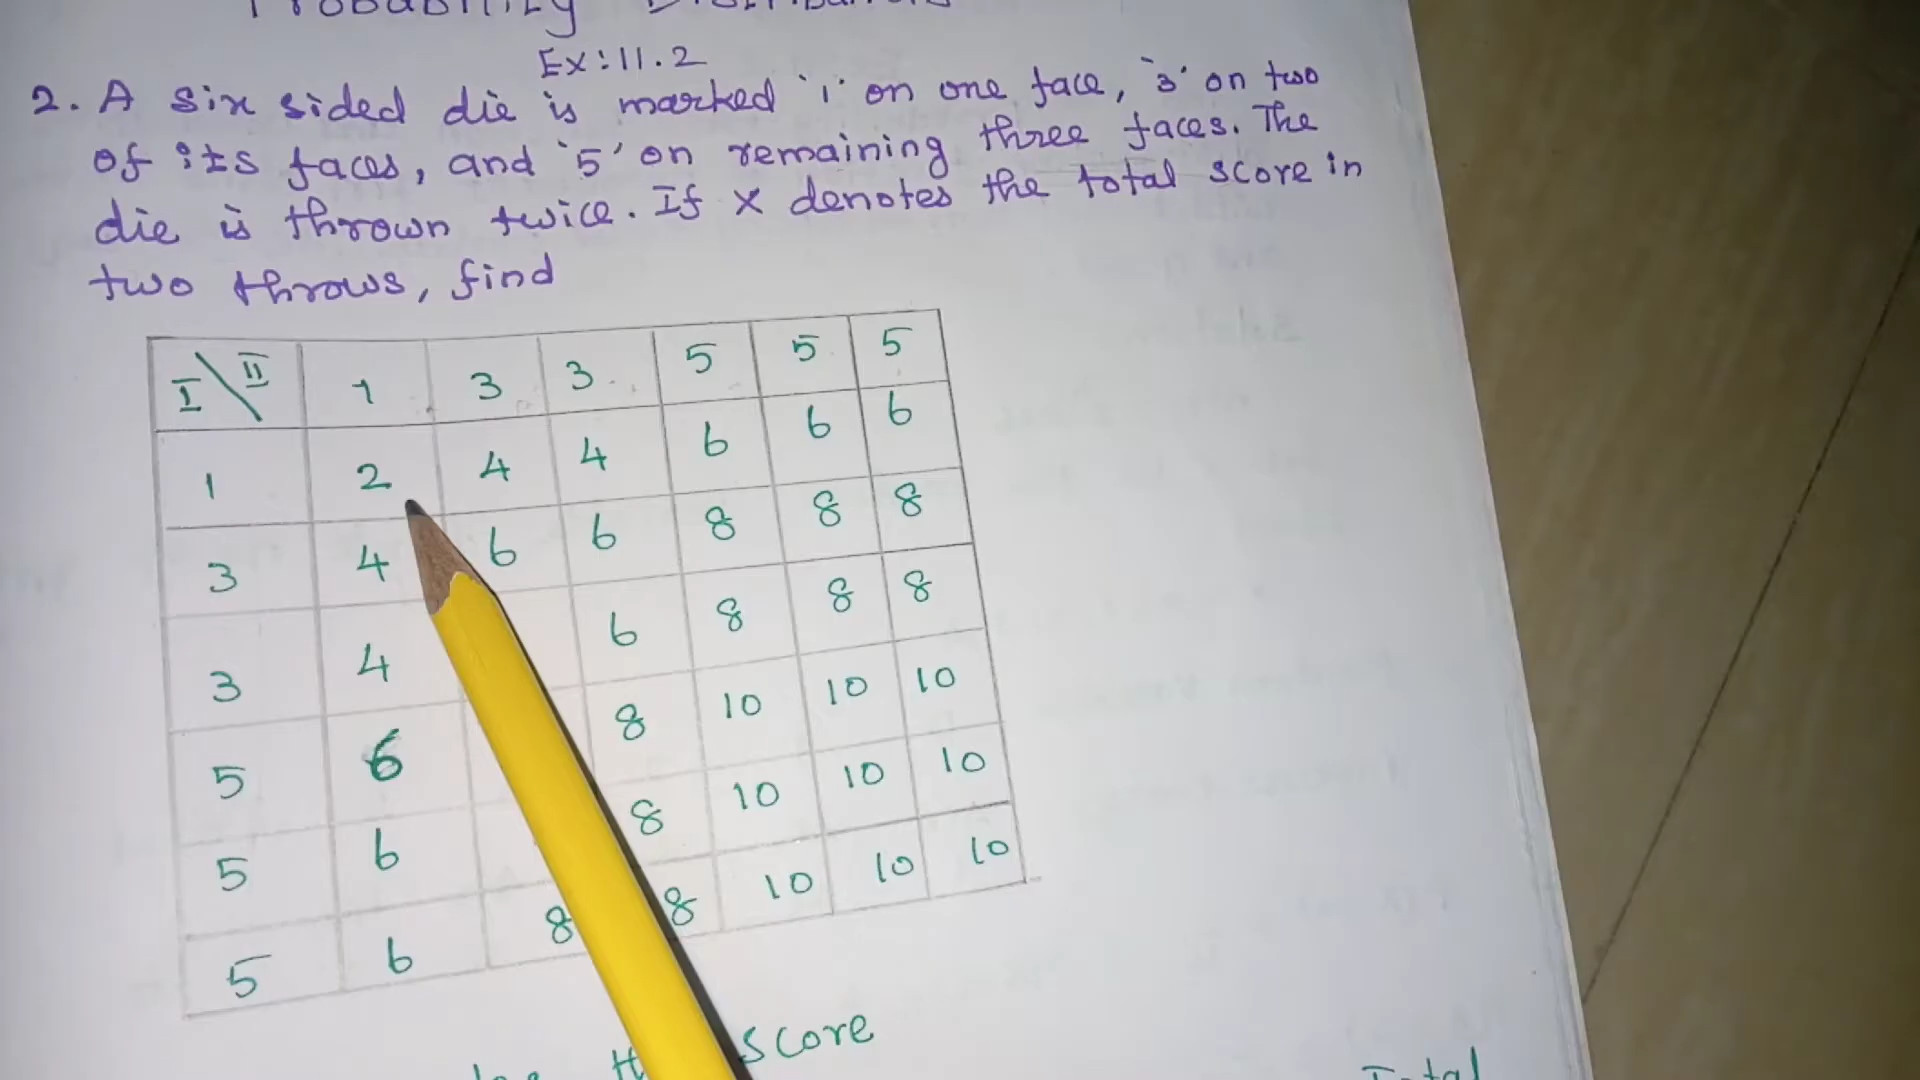 Probability Distributions
Ex:11.2
2. A six sided die is marked '1' on one face, '3' on two
of its faces, and '5' on remaining three faces. The
die is thrown twice. If X denotes the total score in
two throws, find
I \ II 1 3 3 5 5 5
1 2 4 4 6 6 6
3 4 6 6 8 8 8
3 4 6 8 8 8
5 6 8 10 10 10
5 6 8 10 10 10
5 6 8 8 10 10 10
score
Total